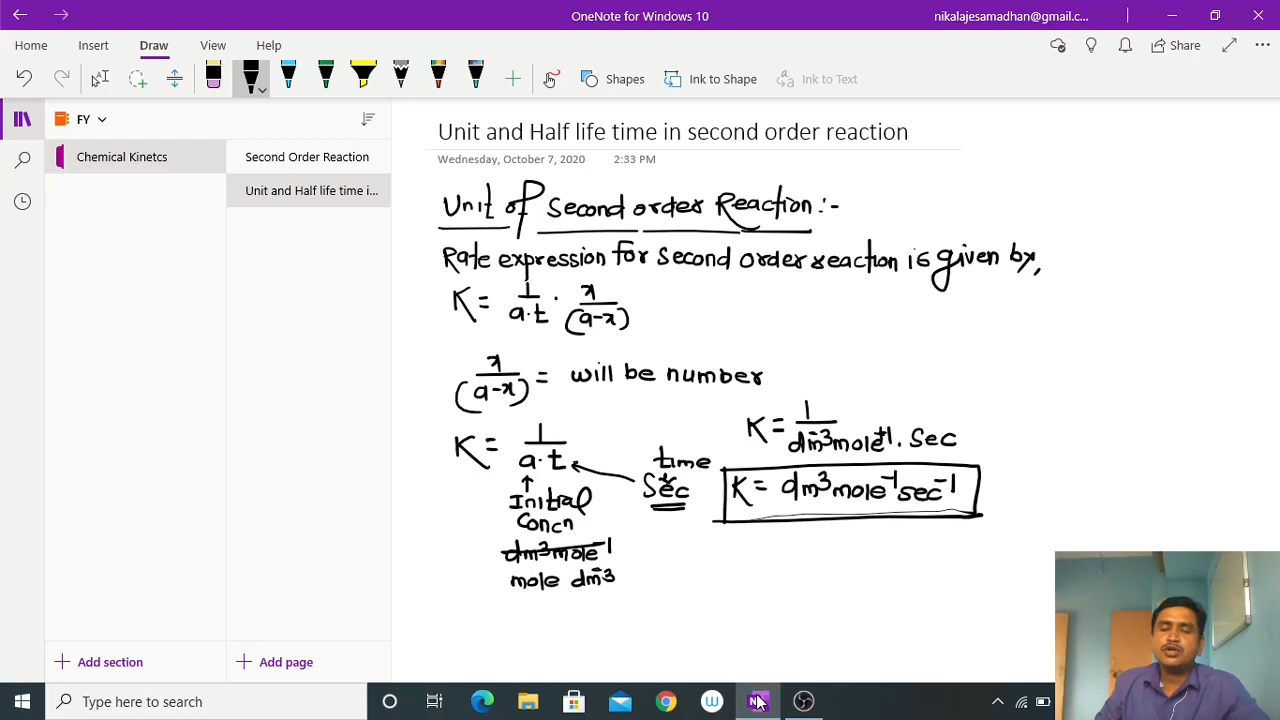 OneNote for Windows 10
nikalajesamadhan@gmail.c...
Home Insert Draw View Help
Share
Shapes
Ink to Shape
Ink to Text
FY
Chemical Kinetcs
Second Order Reaction
Unit and Half life time i...
Unit and Half life time in second order reaction
Wednesday, October 7, 2020 2:33 PM
Unit of Second order Reaction :-
Rate expression for Second order reaction is given by,
K = 1/a·t · x/(a-x)
x/(a-x) = will be number
K = 1/a·t
Initial
Concn
dm³mole⁻¹
mole dm⁻³
time
Sec
K = 1/dm⁻³mole⁺¹. Sec
K = dm³mole⁻¹sec⁻¹
Add section
Add page
Type here to search